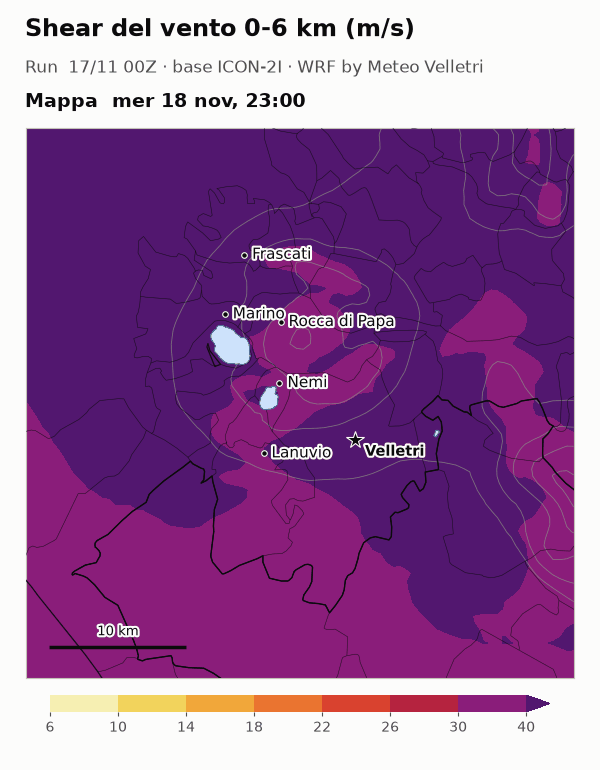 Shear del vento 0-6 km (m/s)
Run  17/11 00Z · base ICON-2I · WRF by Meteo Velletri
Mappa  mer 18 nov, 23:00
Frascati
Marino
Rocca di Papa
Nemi
Velletri
Lanuvio
10 km
6 10 14 18 22 26 30 40